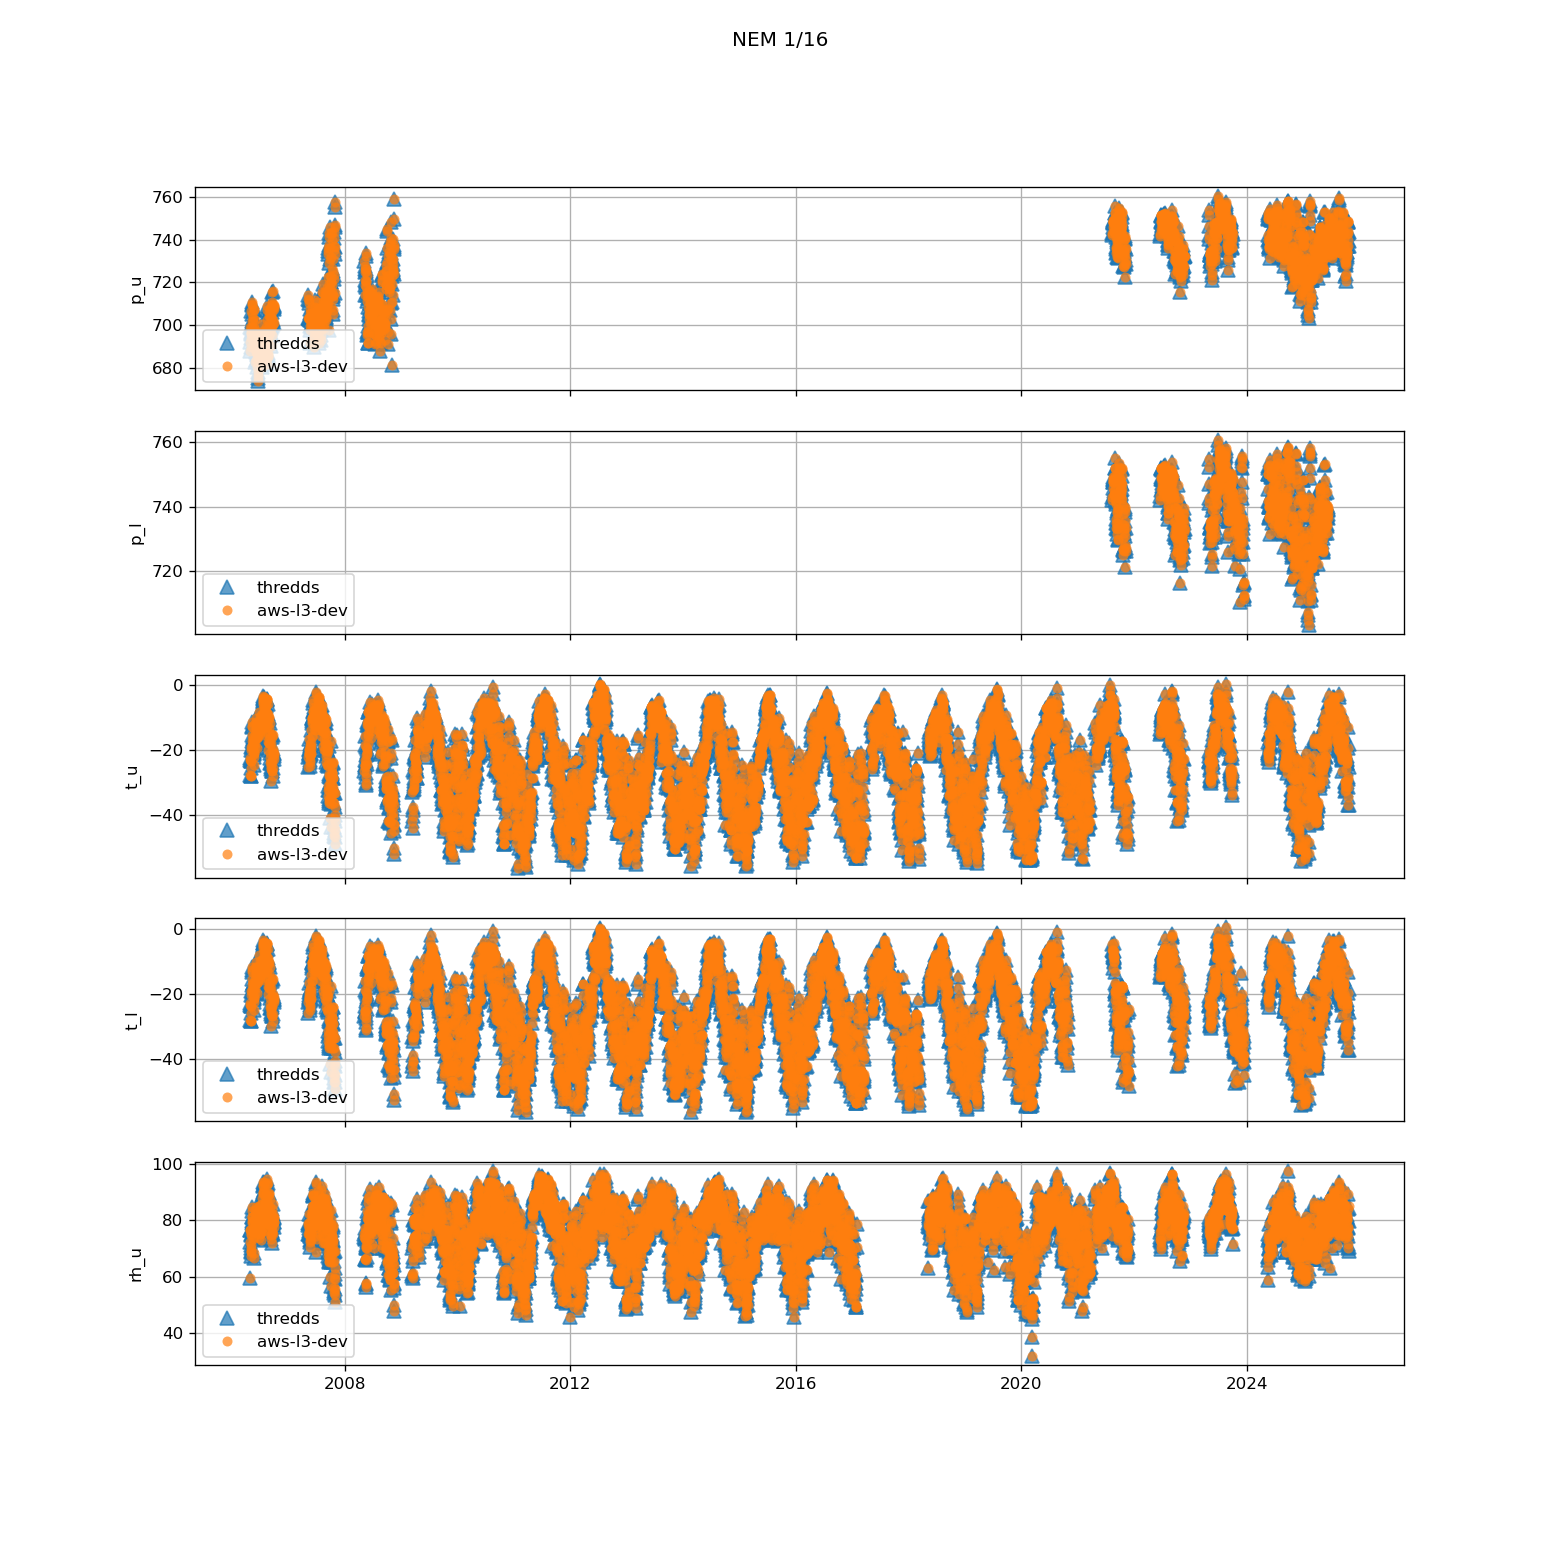 NEM 1/16
760
740
720
700
680
p_u
thredds
aws-l3-dev
760
740
720
p_l
thredds
aws-l3-dev
0
−20
−40
t_u
thredds
aws-l3-dev
0
−20
−40
t_l
thredds
aws-l3-dev
100
80
60
40
rh_u
thredds
aws-l3-dev
2008 2012 2016 2020 2024